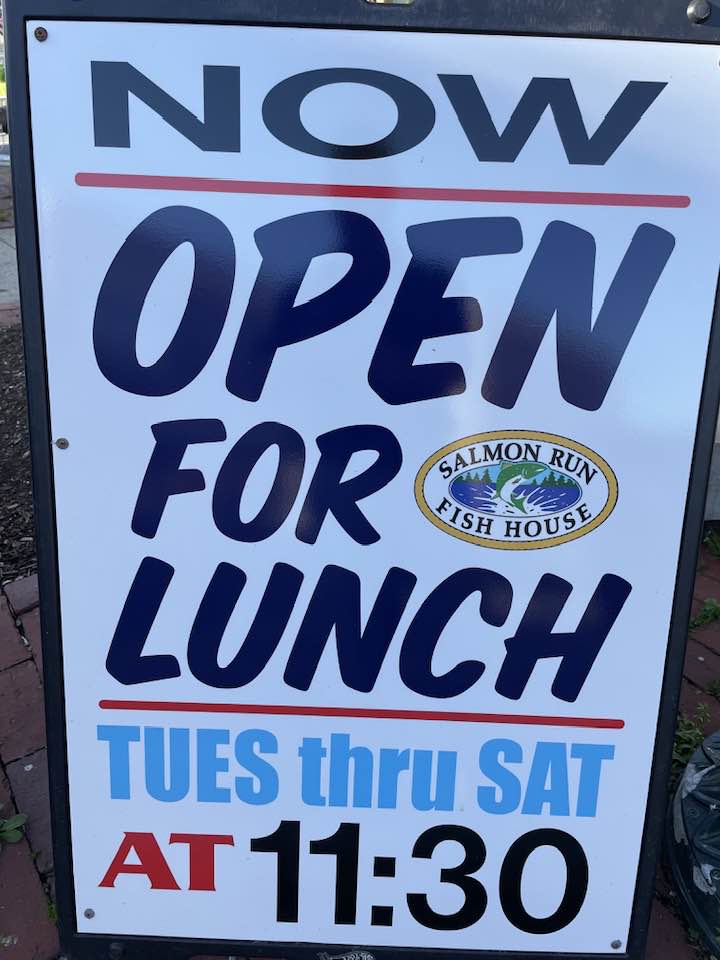 NOW
OPEN
FOR
SALMON RUN
FISH HOUSE
LUNCH
TUES thru SAT
AT 11:30